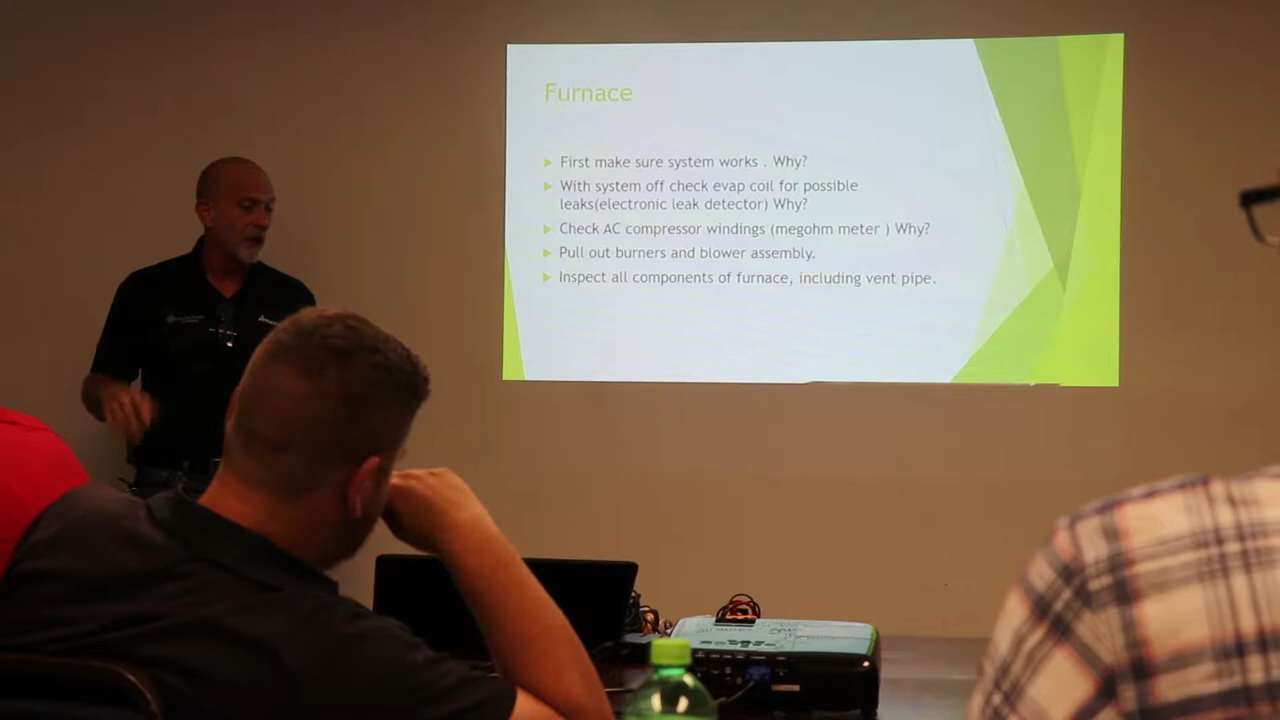 Furnace
First make sure system works . Why?
With system off check evap coil for possible
leaks(electronic leak detector) Why?
Check AC compressor windings (megohm meter ) Why?
Pull out burners and blower assembly.
Inspect all components of furnace, including vent pipe.